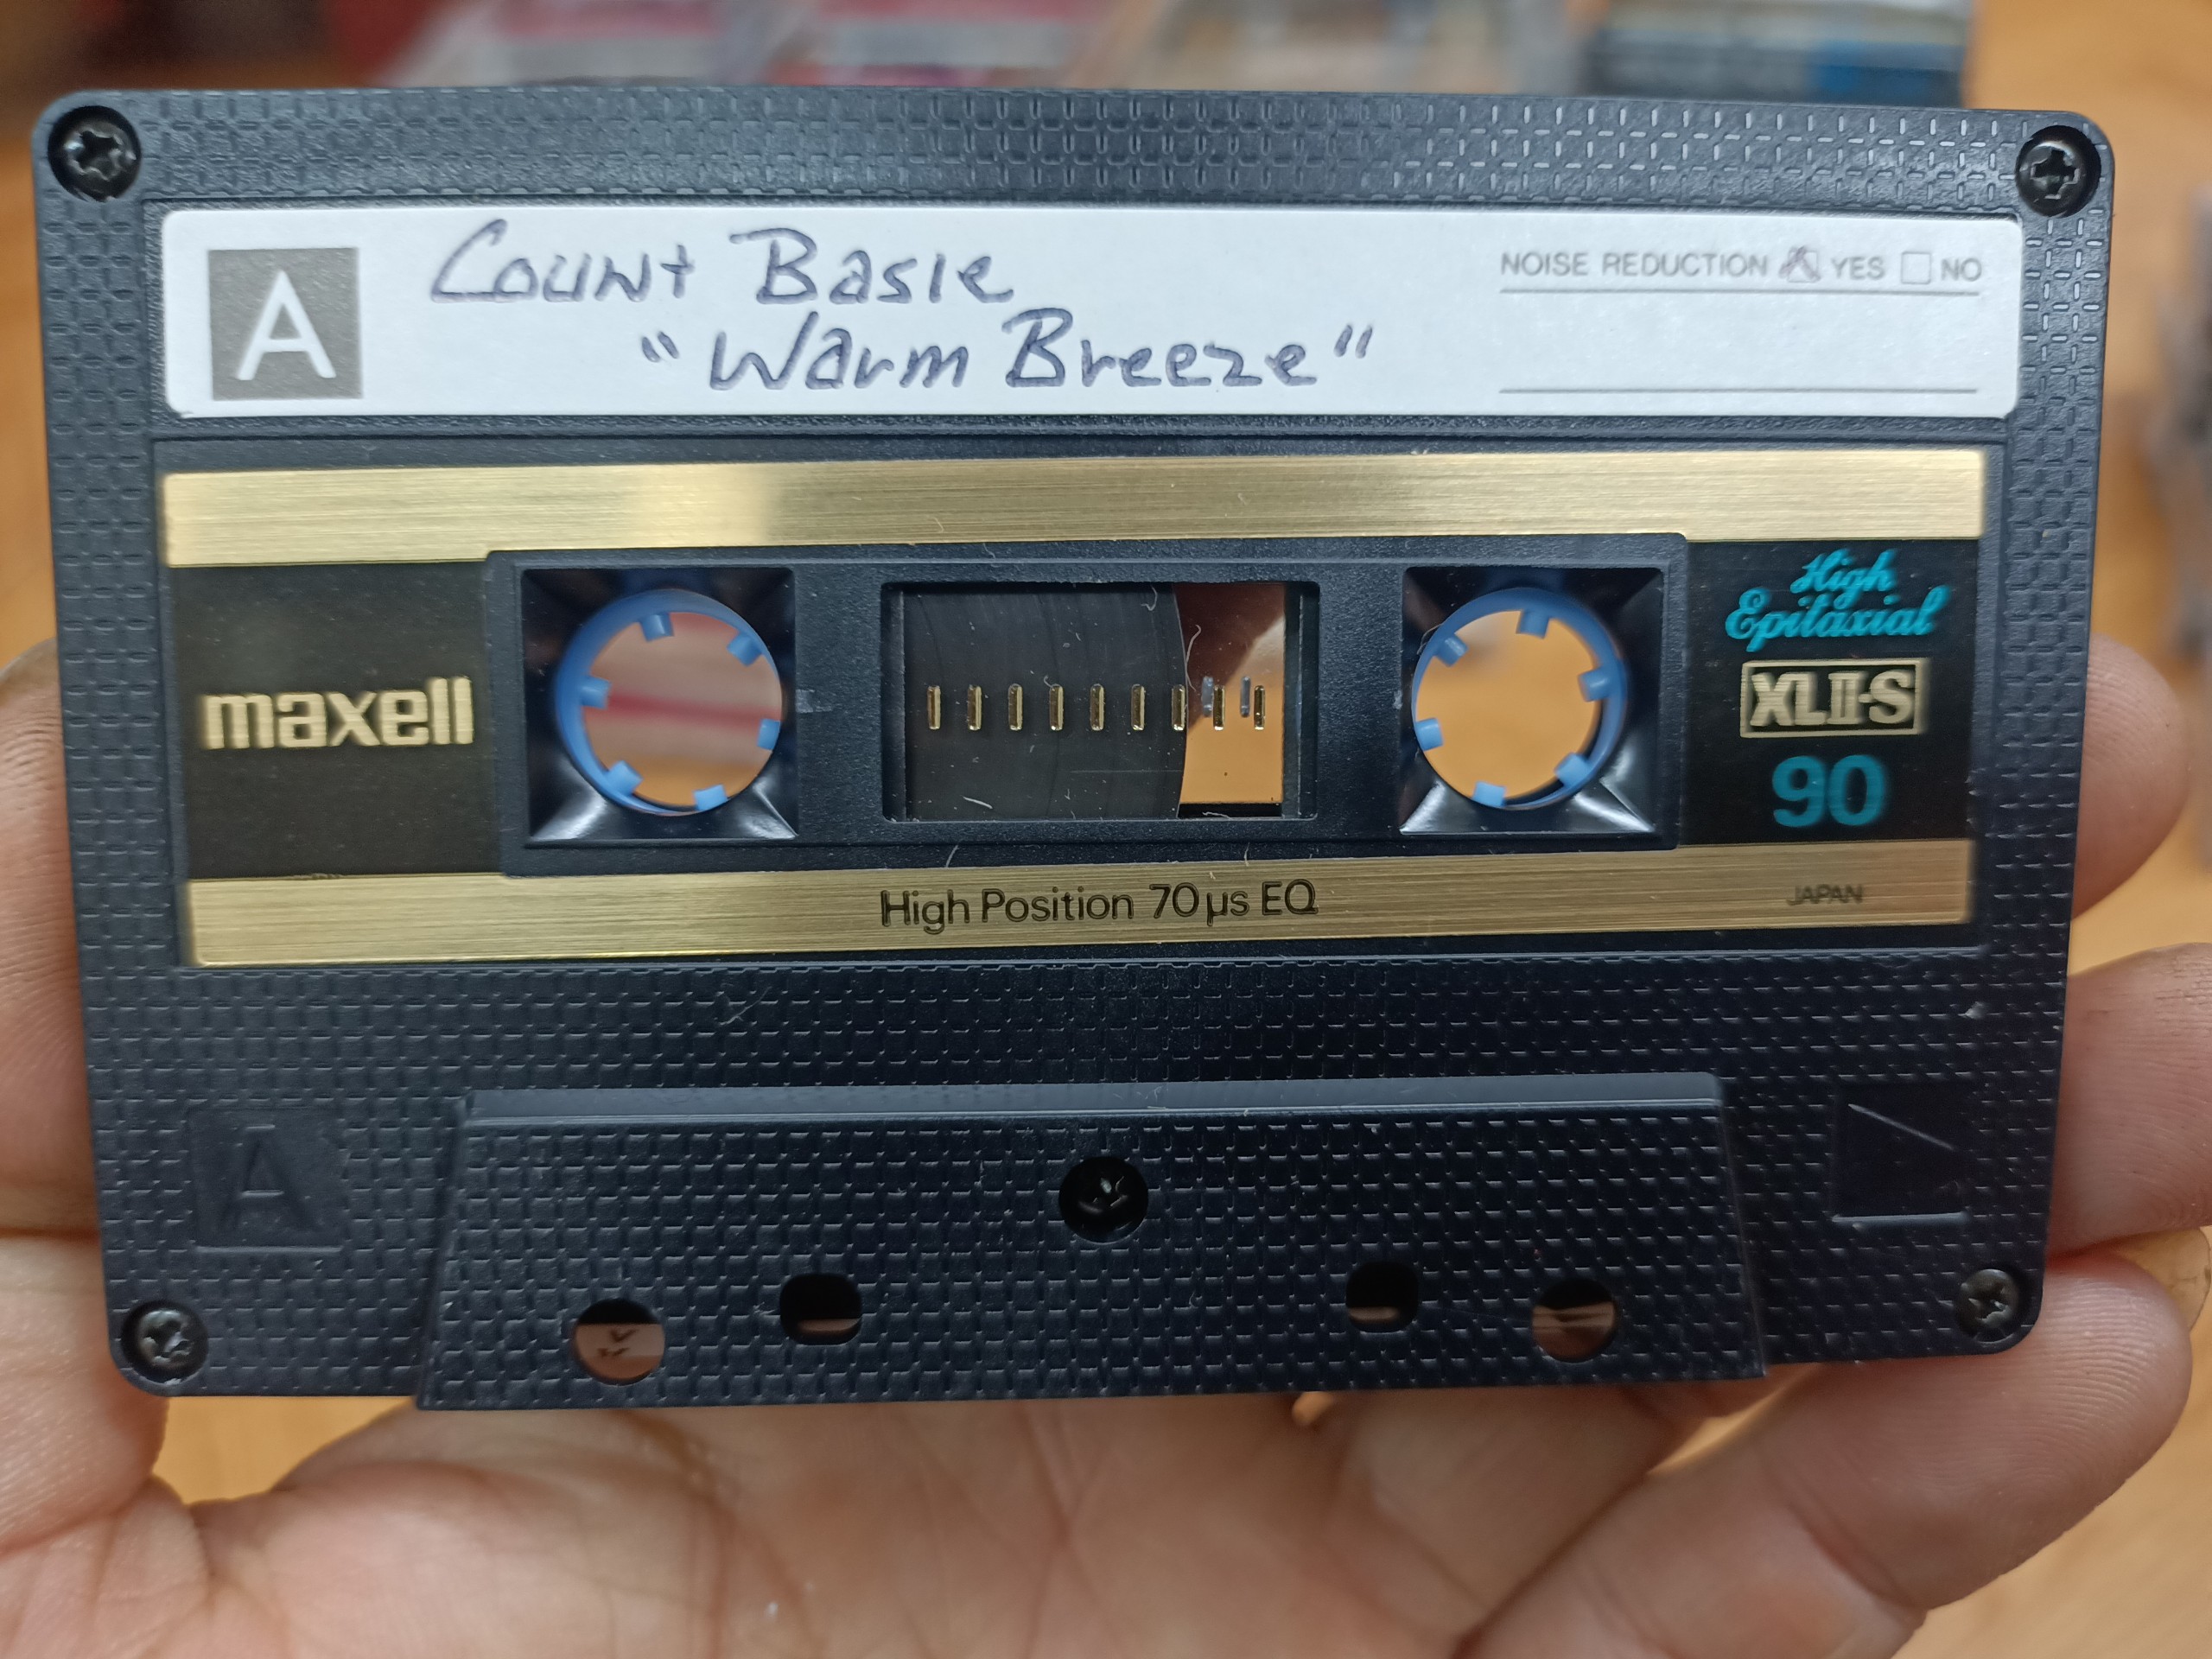 A
Count Basie
"Warm Breeze"
NOISE REDUCTION YES NO
maxell
High
Epitaxial
XLII-S
90
High Position 70µs EQ
JAPAN
A